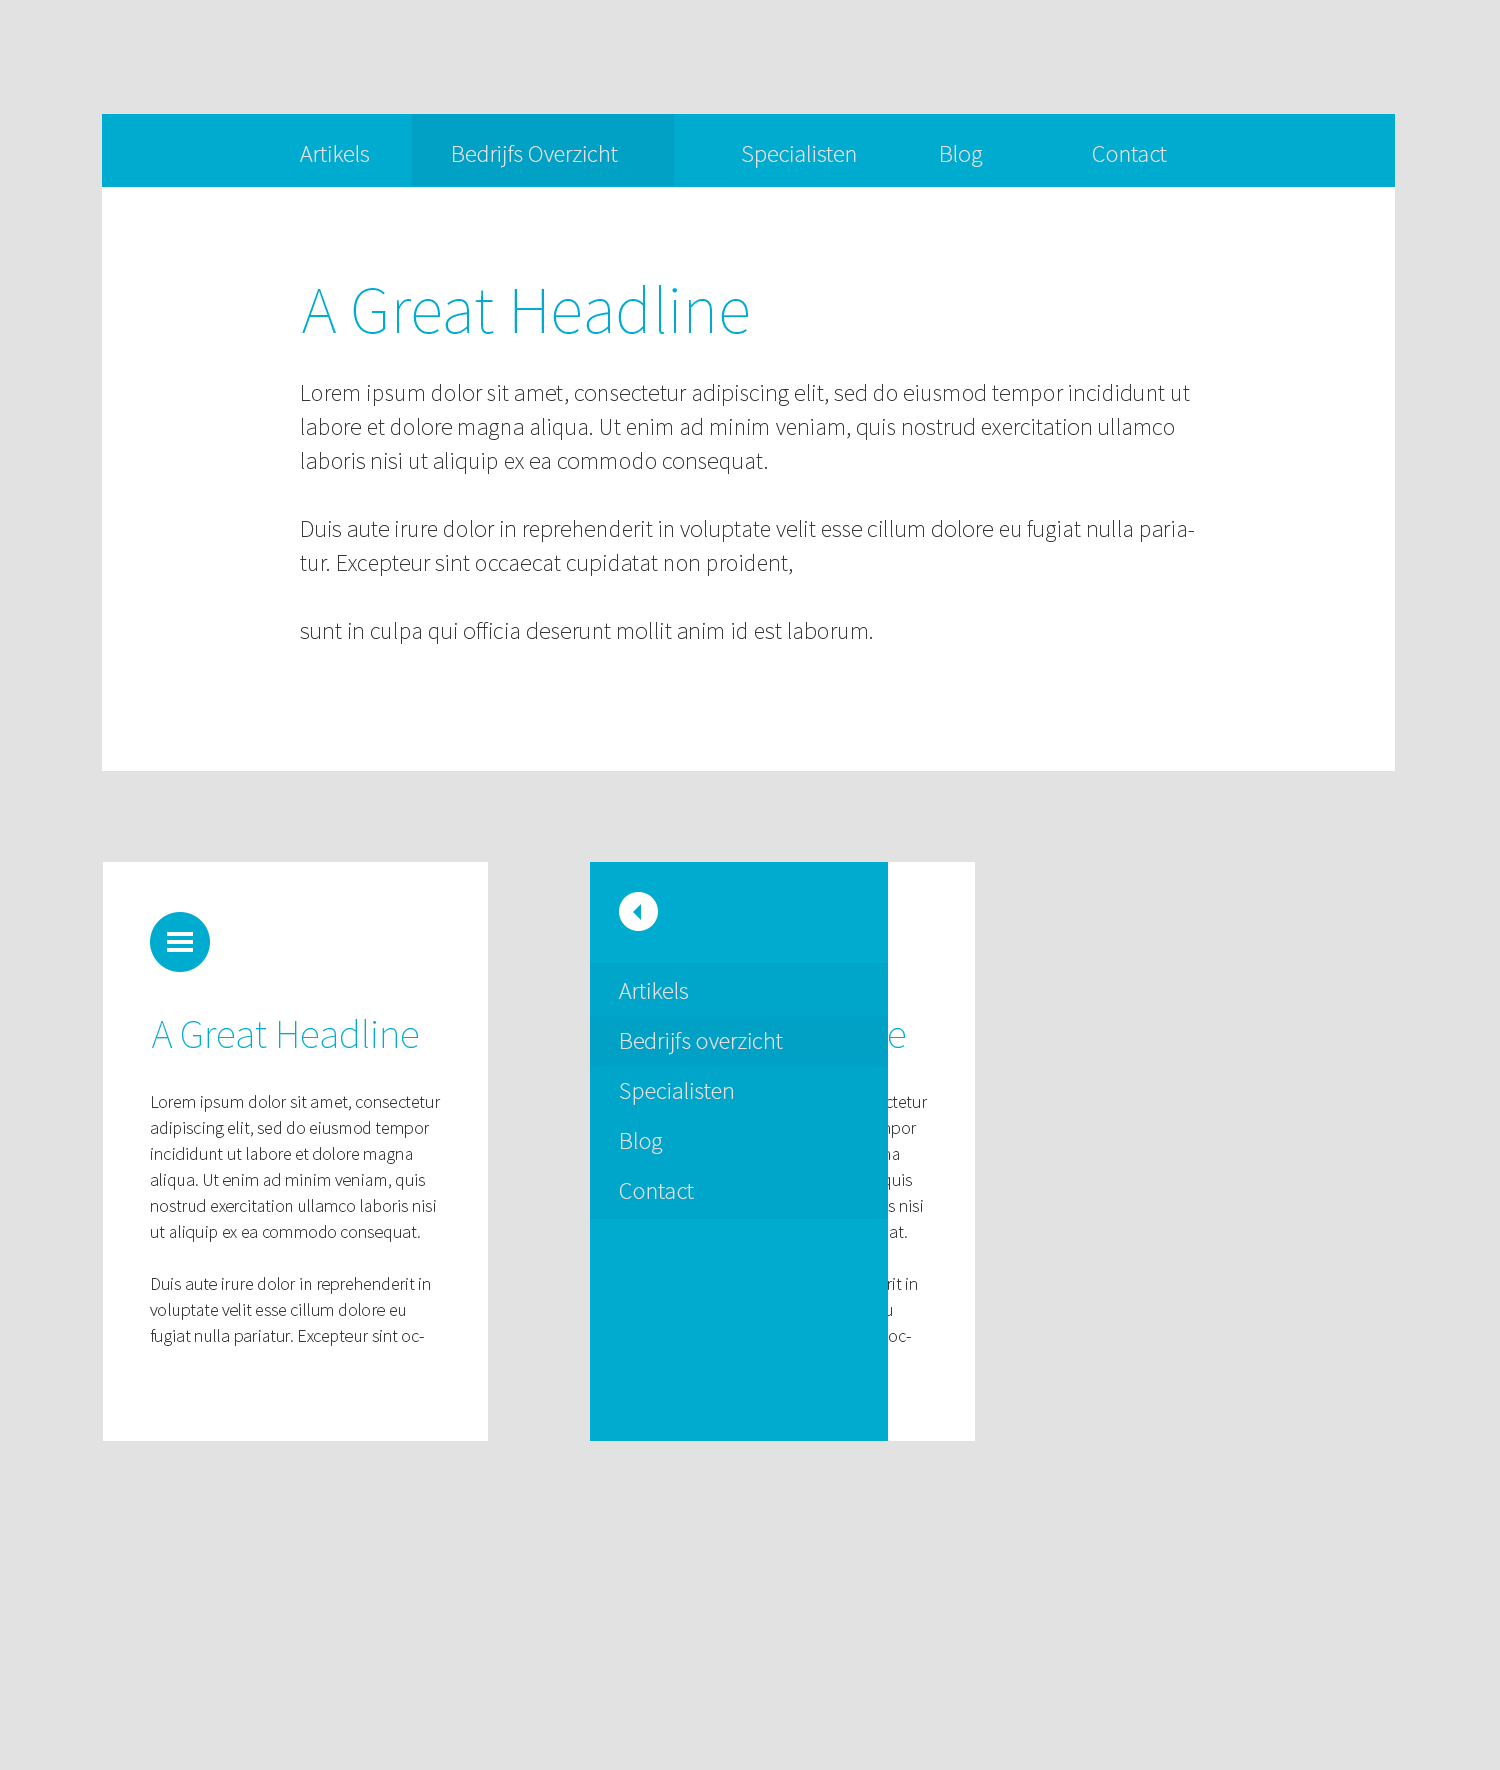 Artikels Bedrijfs Overzicht Specialisten Blog Contact
A Great Headline
Lorem ipsum dolor sit amet, consectetur adipiscing elit, sed do eiusmod tempor incididunt ut
labore et dolore magna aliqua. Ut enim ad minim veniam, quis nostrud exercitation ullamco
laboris nisi ut aliquip ex ea commodo consequat.
Duis aute irure dolor in reprehenderit in voluptate velit esse cillum dolore eu fugiat nulla paria-
tur. Excepteur sint occaecat cupidatat non proident,
sunt in culpa qui officia deserunt mollit anim id est laborum.
A Great Headline
Lorem ipsum dolor sit amet, consectetur
adipiscing elit, sed do eiusmod tempor
incididunt ut labore et dolore magna
aliqua. Ut enim ad minim veniam, quis
nostrud exercitation ullamco laboris nisi
ut aliquip ex ea commodo consequat.
Duis aute irure dolor in reprehenderit in
voluptate velit esse cillum dolore eu
fugiat nulla pariatur. Excepteur sint oc-
Artikels
Bedrijfs overzicht
Specialisten
Blog
Contact
e
ctetur
mpor
na
quis
s nisi
at.
rit in
u
oc-